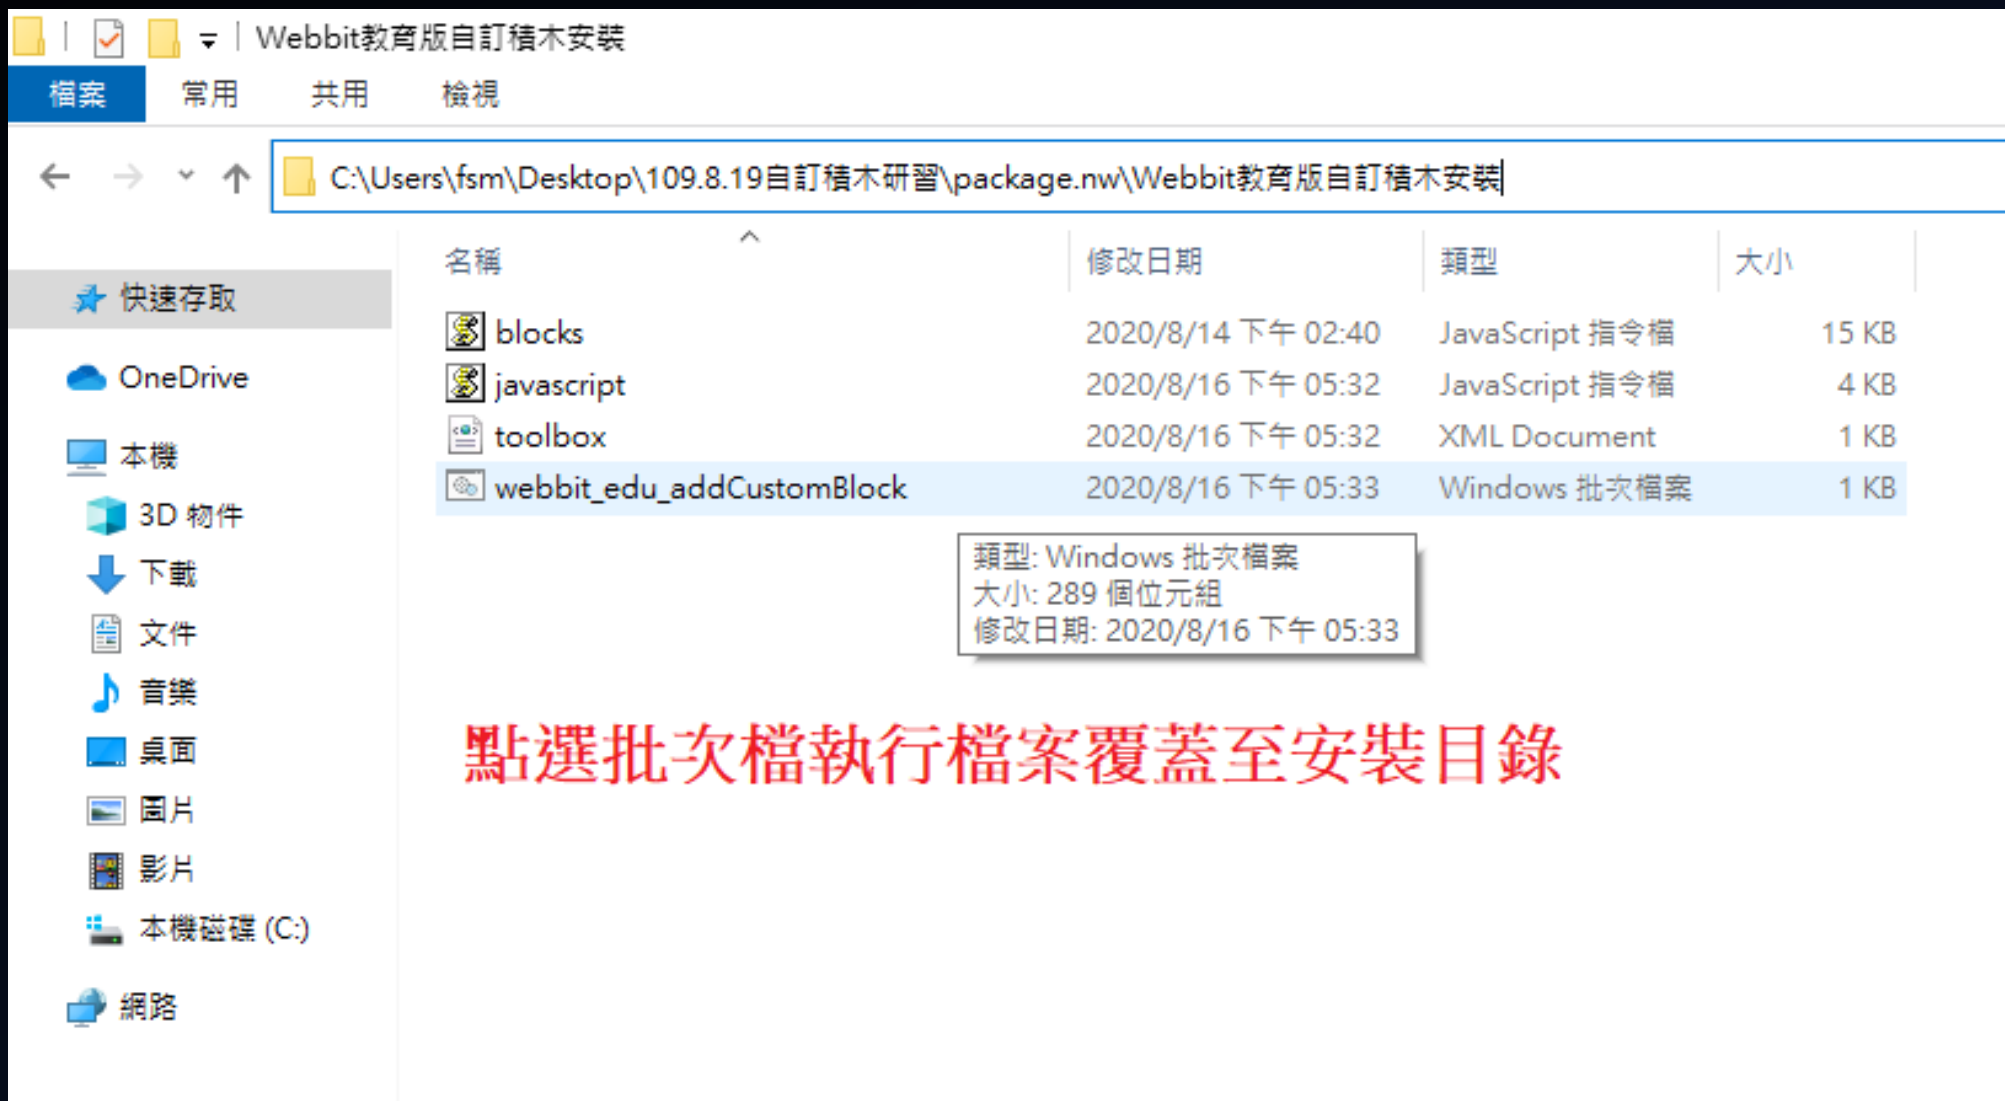 Webbit教育版自訂積木安裝
檔案 常用 共用 檢視
C:\Users\fsm\Desktop\109.8.19自訂積木研習\package.nw\Webbit教育版自訂積木安裝
名稱 修改日期 類型 大小
快速存取
OneDrive
本機
3D 物件
下載
文件
音樂
桌面
圖片
影片
本機磁碟 (C:)
網路
blocks 2020/8/14 下午 02:40 JavaScript 指令檔 15 KB
javascript 2020/8/16 下午 05:32 JavaScript 指令檔 4 KB
toolbox 2020/8/16 下午 05:32 XML Document 1 KB
webbit_edu_addCustomBlock 2020/8/16 下午 05:33 Windows 批次檔案 1 KB
類型: Windows 批次檔案
大小: 289 個位元組
修改日期: 2020/8/16 下午 05:33
點選批次檔執行檔案覆蓋至安裝目錄